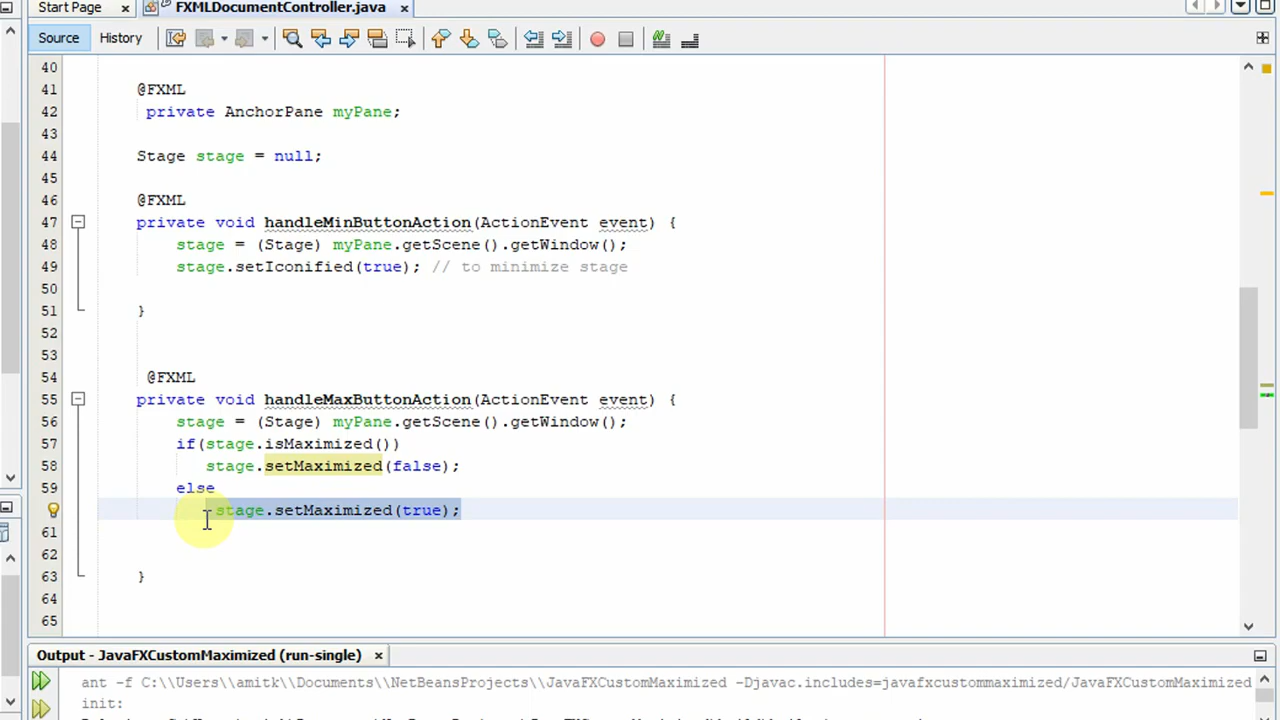 Start Page
FXMLDocumentController.java
Source History
40
41 @FXML
42 private AnchorPane myPane;
43
44 Stage stage = null;
45
46 @FXML
47 private void handleMinButtonAction(ActionEvent event) {
48 stage = (Stage) myPane.getScene().getWindow();
49 stage.setIconified(true); // to minimize stage
50
51 }
52
53
54 @FXML
55 private void handleMaxButtonAction(ActionEvent event) {
56 stage = (Stage) myPane.getScene().getWindow();
57 if(stage.isMaximized())
58 stage.setMaximized(false);
59 else
stage.setMaximized(true);
61
62
63 }
64
65
Output - JavaFXCustomMaximized (run-single)
ant -f C:\\Users\\amitk\\Documents\\NetBeansProjects\\JavaFXCustomMaximized -Djavac.includes=javafxcustommaximized/JavaFXCustomMaximized
init: